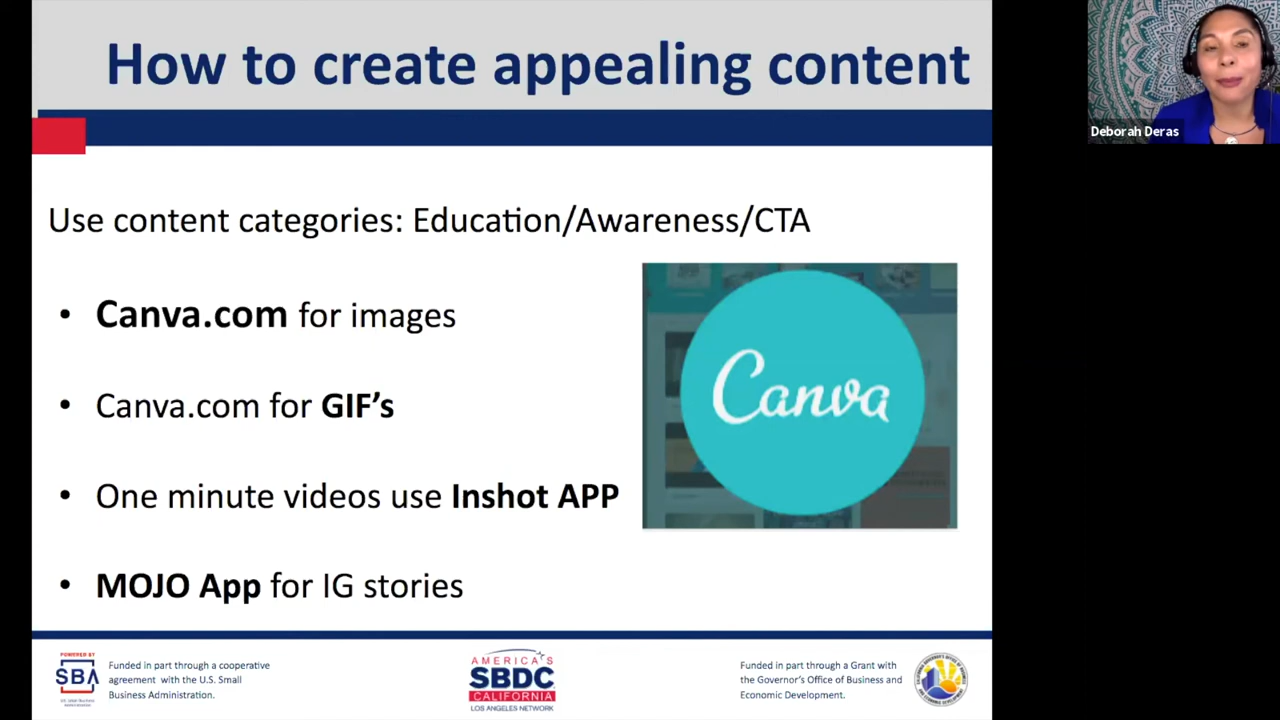 How to create appealing content
Deborah Deras
Use content categories: Education/Awareness/CTA
• Canva.com for images
• Canva.com for GIF’s
• One minute videos use Inshot APP
• MOJO App for IG stories
Canva
POWERED BY
SBA
Funded in part through a cooperative
agreement with the U.S. Small
Business Administration.
AMERICA'S
SBDC
CALIFORNIA
LOS ANGELES NETWORK
Funded in part through a Grant with
the Governor’s Office of Business and
Economic Development.